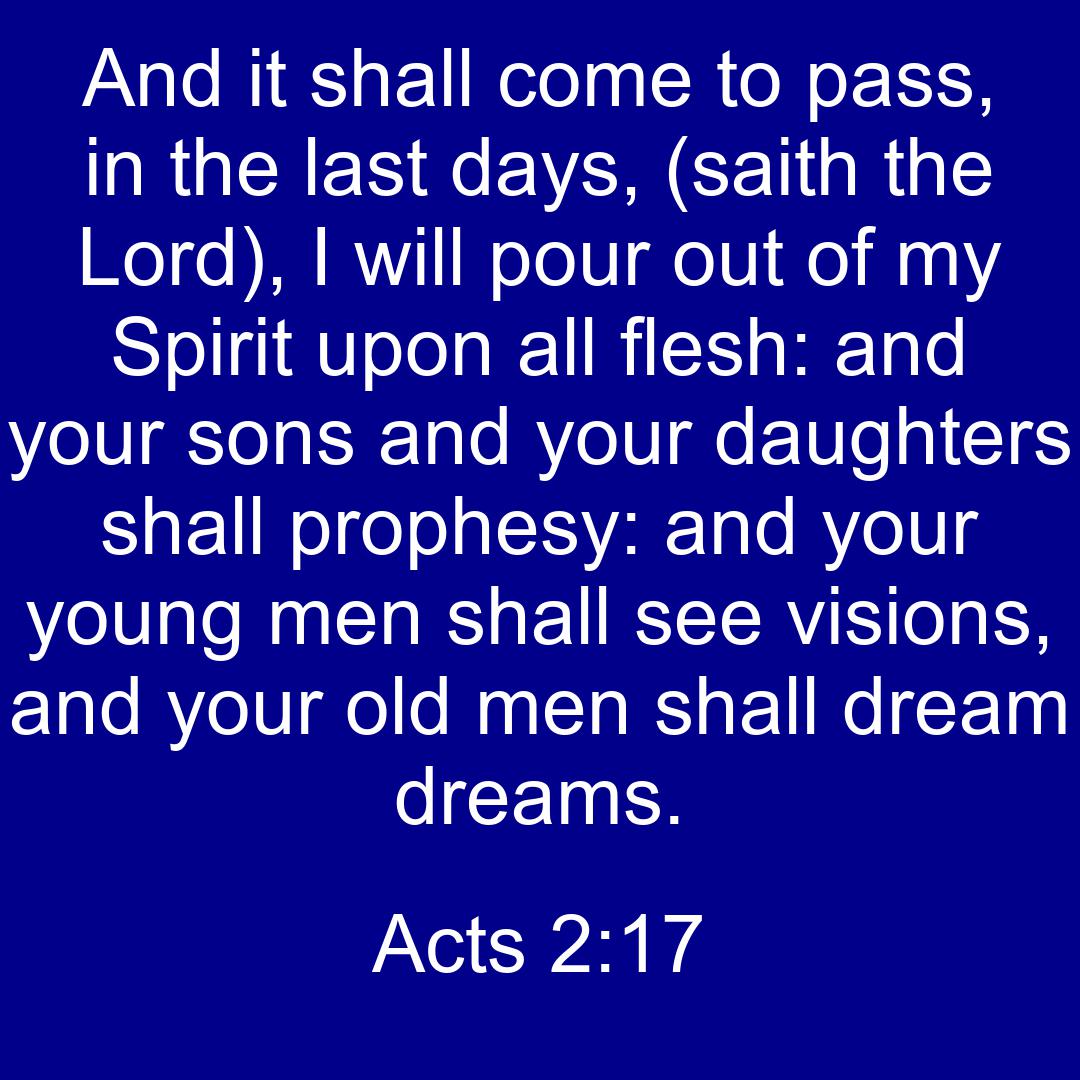 And it shall come to pass,
in the last days, (saith the
Lord), I will pour out of my
Spirit upon all flesh: and
your sons and your daughters
shall prophesy: and your
young men shall see visions,
and your old men shall dream
dreams.
Acts 2:17